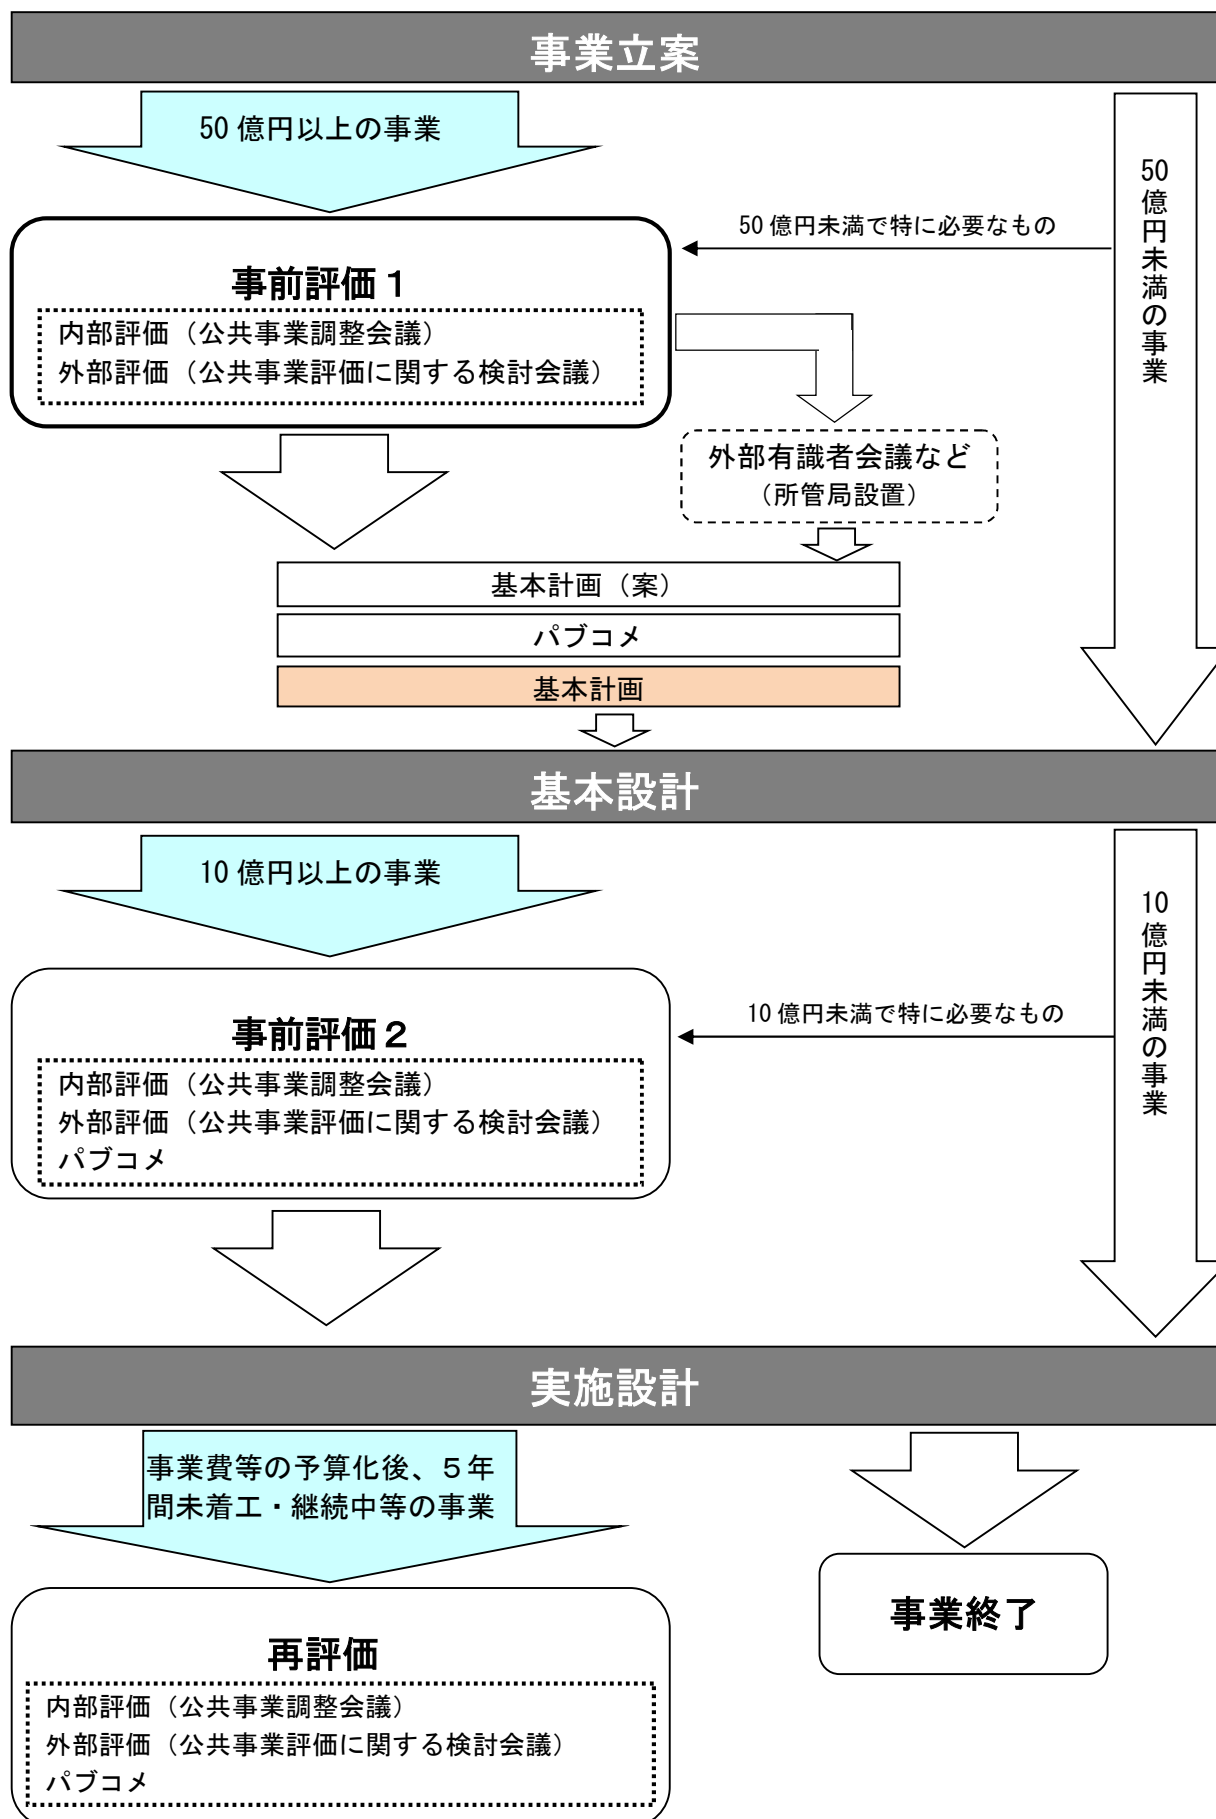 事業立案
50 億円以上の事業
50億円未満の事業
50 億円未満で特に必要なもの
事前評価１
内部評価（公共事業調整会議）
外部評価（公共事業評価に関する検討会議）
外部有識者会議など
（所管局設置）
基本計画（案）
パブコメ
基本計画
基本設計
10 億円以上の事業
10億円未満の事業
10 億円未満で特に必要なもの
事前評価２
内部評価（公共事業調整会議）
外部評価（公共事業評価に関する検討会議）
パブコメ
実施設計
事業費等の予算化後、５年
間未着工・継続中等の事業
事業終了
再評価
内部評価（公共事業調整会議）
外部評価（公共事業評価に関する検討会議）
パブコメ